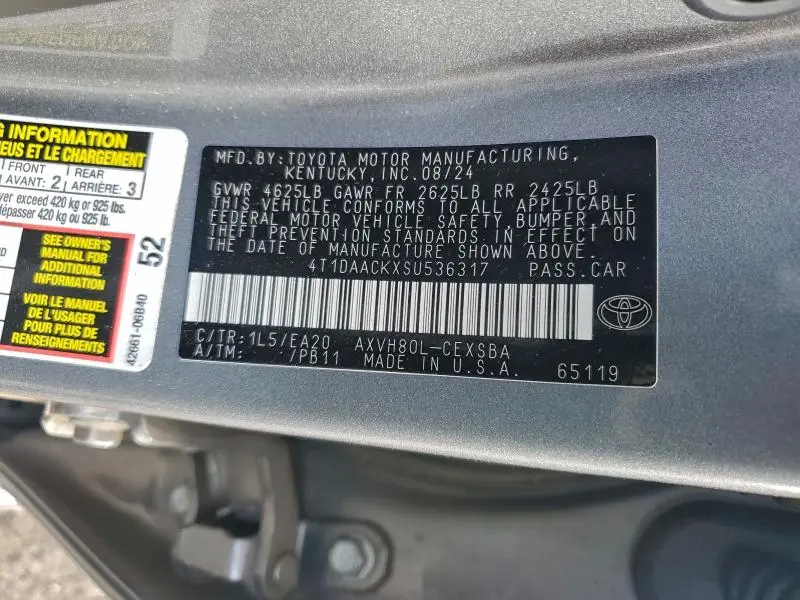 G INFORMATION
EUS ET LE CHARGEMENT
FRONT
AVANT: 2
REAR
ARRIÈRE: 3
ver exceed 420 kg or 925 lbs.
dépasser 420 kg ou 925 lb.
SEE OWNER'S
MANUAL FOR
ADDITIONAL
INFORMATION
VOIR LE MANUEL
DE L'USAGER
POUR PLUS DE
RENSEIGNEMENTS
52
42661-06B40
MFD.BY:TOYOTA MOTOR MANUFACTURING,
KENTUCKY,INC.08/24
GVWR 4625LB GAWR FR 2625LB RR 2425LB
THIS VEHICLE CONFORMS TO ALL APPLICABLE
FEDERAL MOTOR VEHICLE SAFETY,BUMPER AND
THEFT PREVENTION STANDARDS IN EFFECT ON
THE DATE OF MANUFACTURE SHOWN ABOVE.
4T1DAACKXSU536317 PASS.CAR
C/TR:1L5/EA20 AXVH80L-CEXSBA
A/TM: /PB11 MADE IN U.S.A. 65119